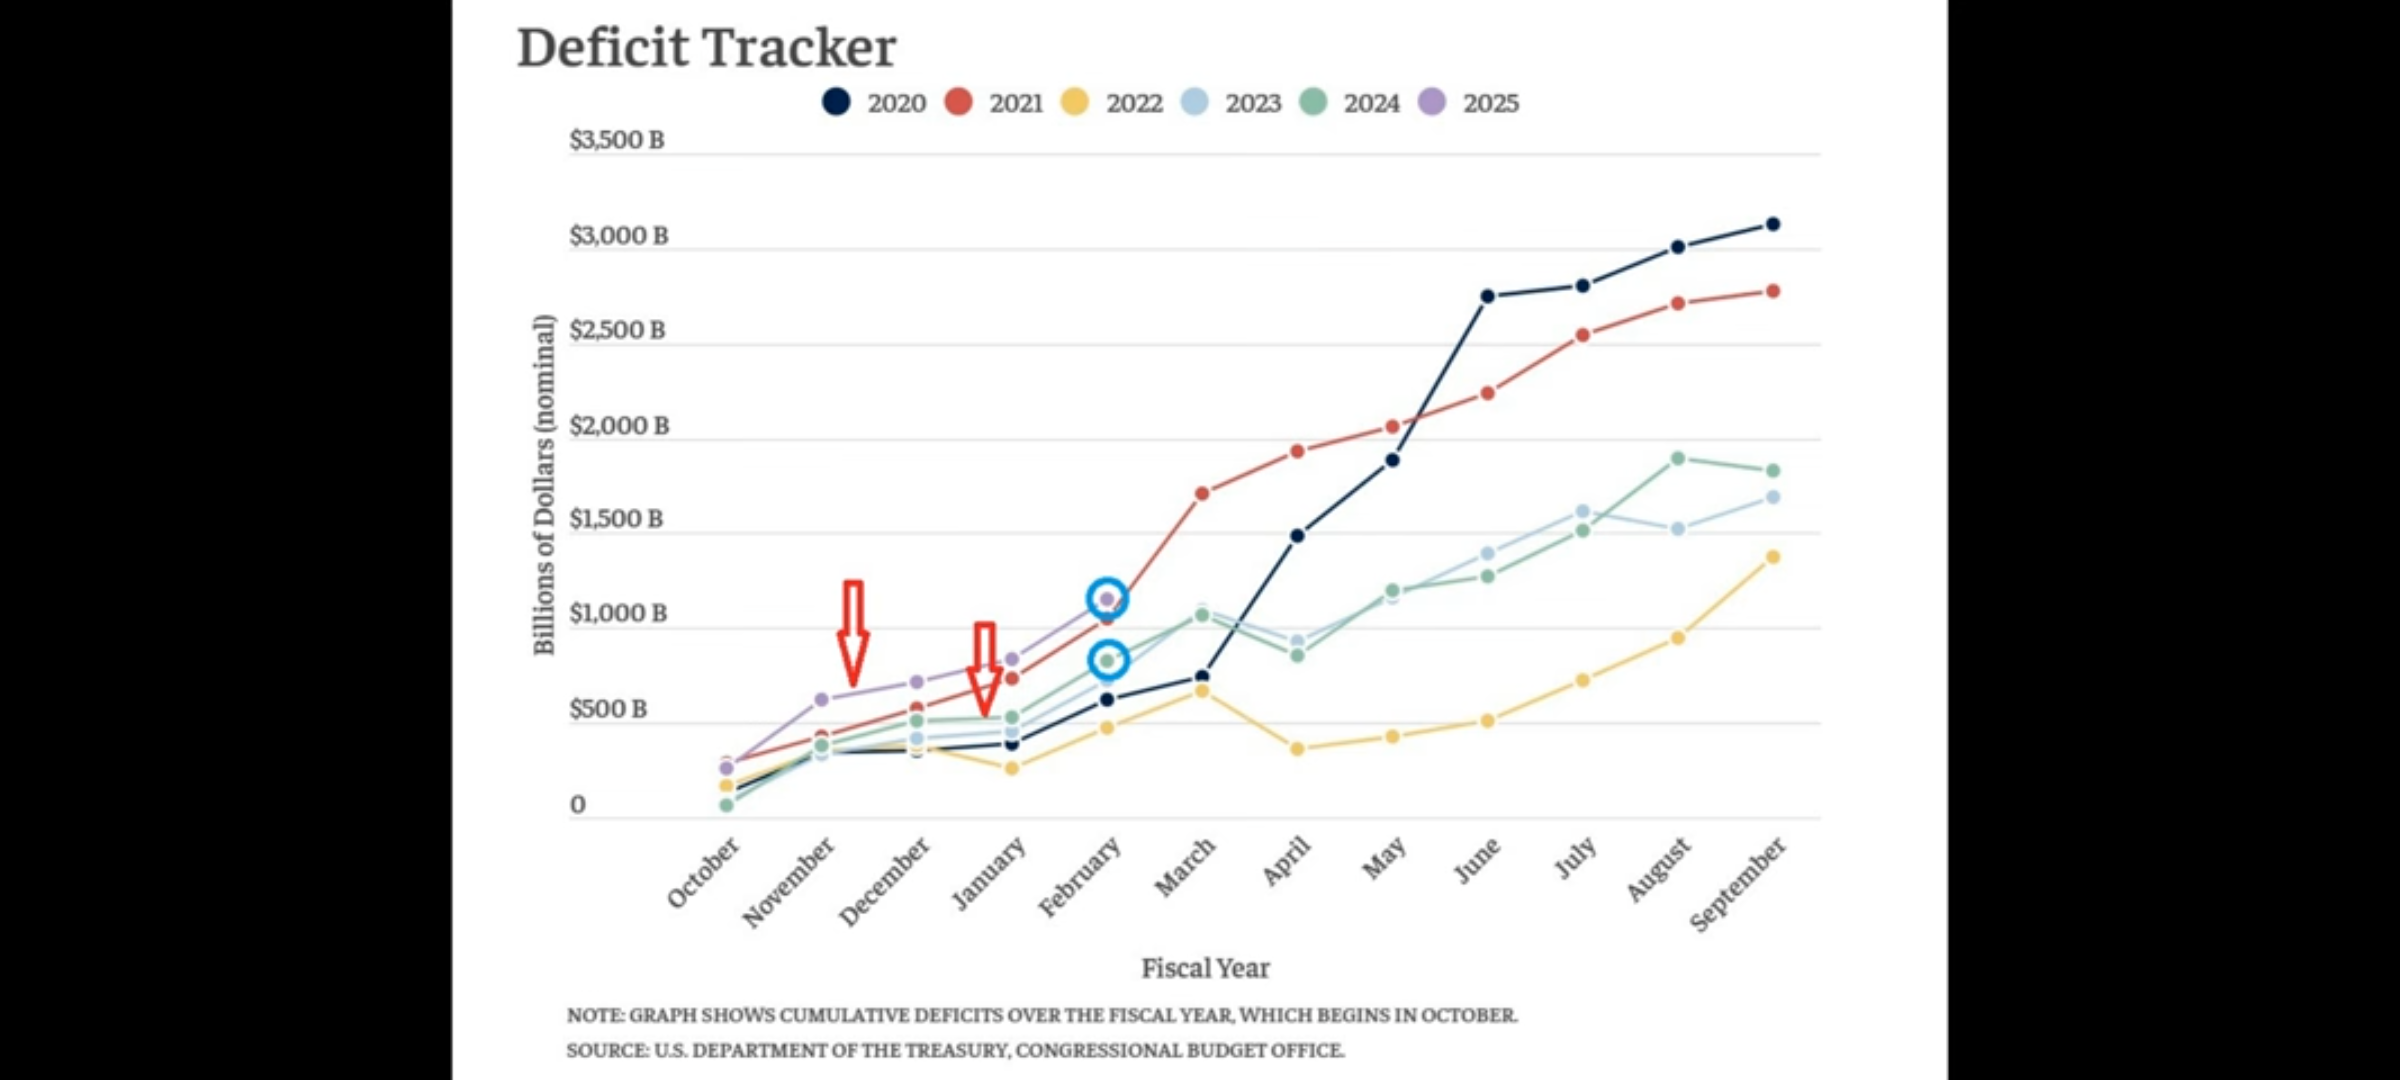 Deficit Tracker
2020 2021 2022 2023 2024 2025
$3,500 B
$3,000 B
$2,500 B
$2,000 B
$1,500 B
$1,000 B
$500 B
0
Billions of Dollars (nominal)
October November December January February March April May June July August September
Fiscal Year
NOTE: GRAPH SHOWS CUMULATIVE DEFICITS OVER THE FISCAL YEAR, WHICH BEGINS IN OCTOBER.
SOURCE: U.S. DEPARTMENT OF THE TREASURY, CONGRESSIONAL BUDGET OFFICE.